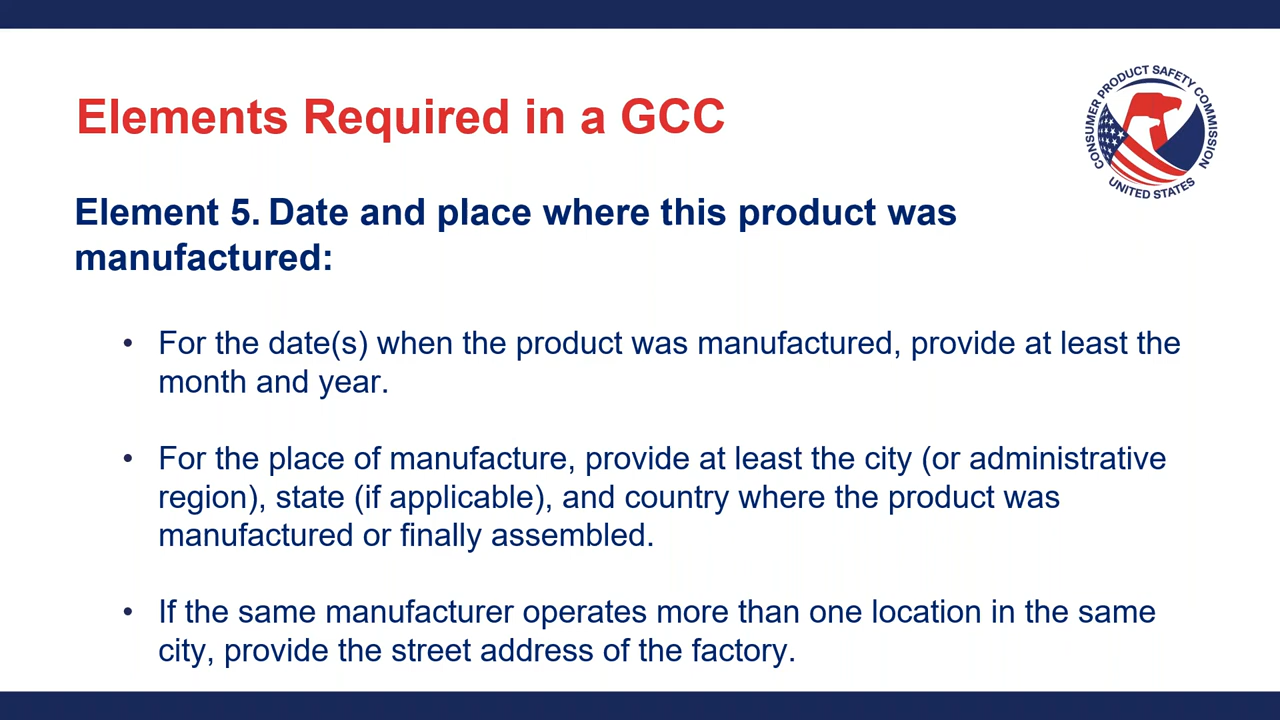 Elements Required in a GCC
CONSUMER PRODUCT SAFETY COMMISSION
UNITED STATES
Element 5. Date and place where this product was
manufactured:
• For the date(s) when the product was manufactured, provide at least the
month and year.
• For the place of manufacture, provide at least the city (or administrative
region), state (if applicable), and country where the product was
manufactured or finally assembled.
• If the same manufacturer operates more than one location in the same
city, provide the street address of the factory.